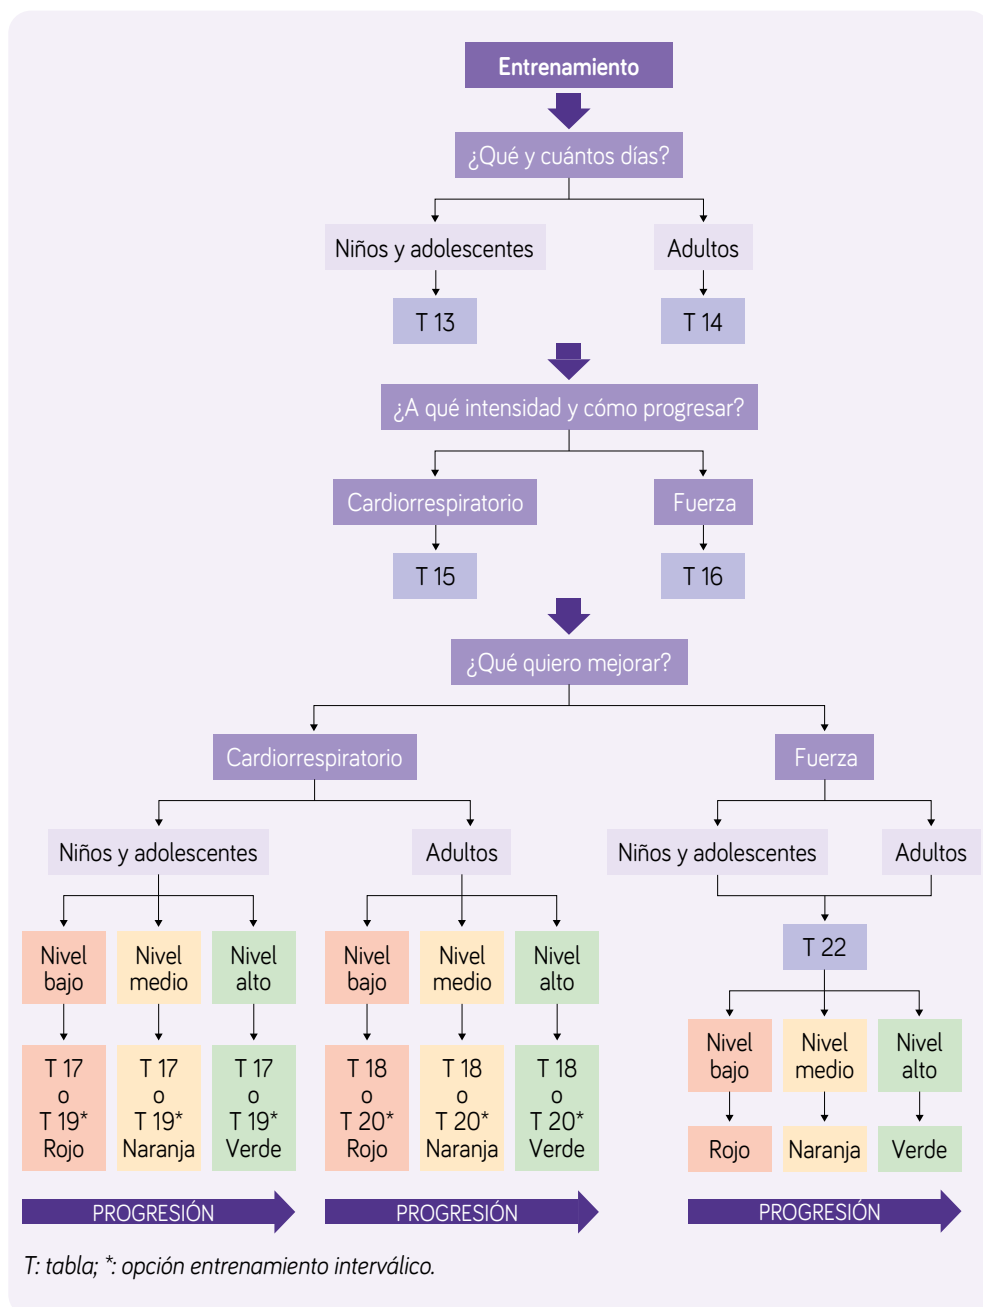 Entrenamiento
¿Qué y cuántos días?
Niños y adolescentes
Adultos
T 13
T 14
¿A qué intensidad y cómo progresar?
Cardiorrespiratorio
Fuerza
T 15
T 16
¿Qué quiero mejorar?
Cardiorrespiratorio
Fuerza
Niños y adolescentes
Adultos
Niños y adolescentes
Adultos
Nivel
bajo
Nivel
medio
Nivel
alto
Nivel
bajo
Nivel
medio
Nivel
alto
T 22
T 17
o
T 19*
Rojo
T 17
o
T 19*
Naranja
T 17
o
T 19*
Verde
T 18
o
T 20*
Rojo
T 18
o
T 20*
Naranja
T 18
o
T 20*
Verde
Nivel
bajo
Nivel
medio
Nivel
alto
Rojo
Naranja
Verde
PROGRESIÓN
PROGRESIÓN
PROGRESIÓN
T: tabla; *: opción entrenamiento interválico.